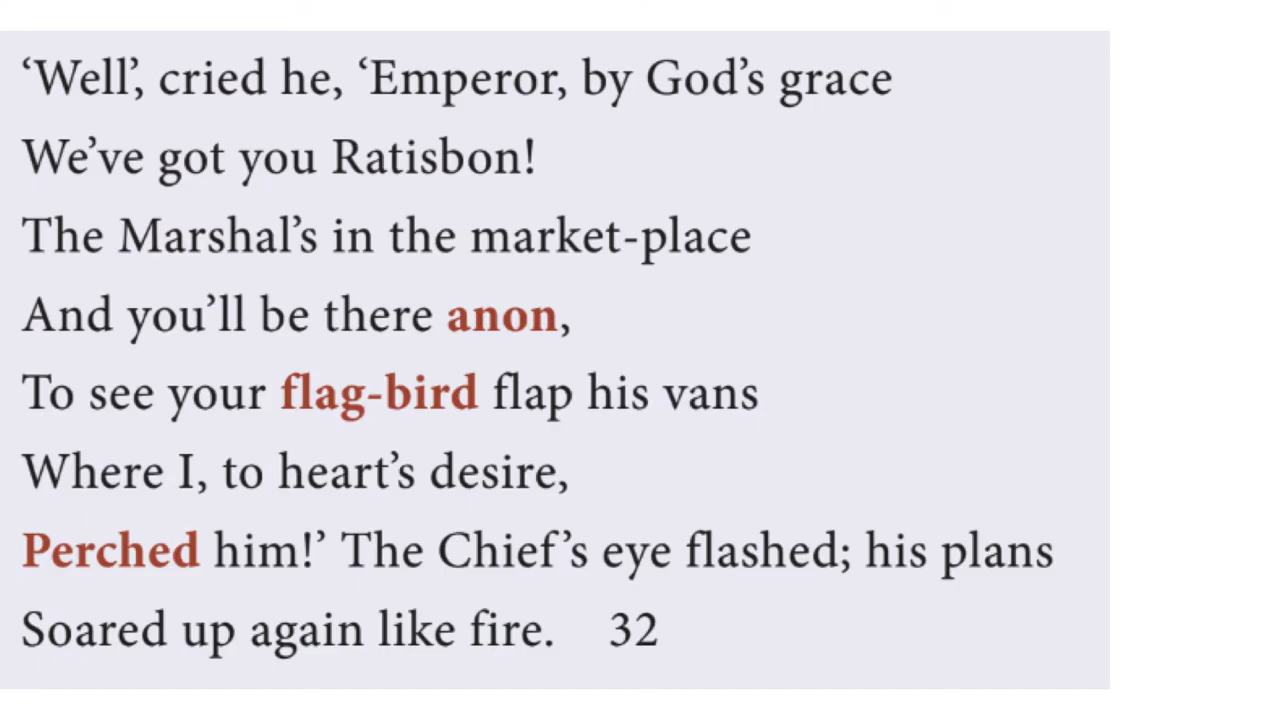 ‘Well’, cried he, ‘Emperor, by God’s grace
We’ve got you Ratisbon!
The Marshal’s in the market-place
And you’ll be there anon,
To see your flag-bird flap his vans
Where I, to heart’s desire,
Perched him!’ The Chief’s eye flashed; his plans
Soared up again like fire. 32